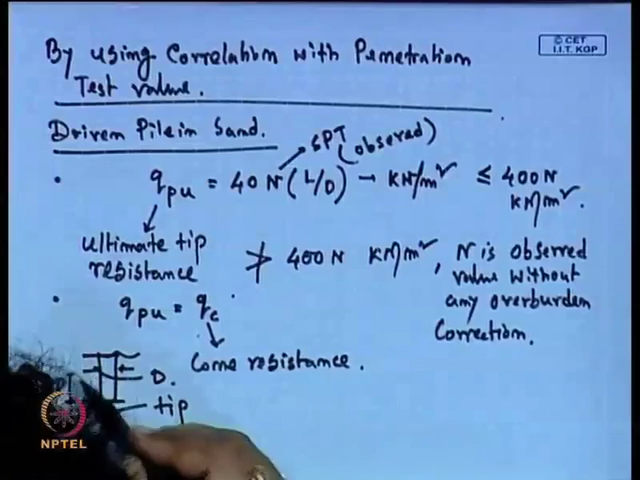 © CET
I.I.T. KGP
By using Correlation with Penetration
Test value.
Driven Pile in Sand.
SPT (observed)
• qpu = 40 N (L/D) → KN/m² ≤ 400N KN/m².
Ultimate tip resistance
≯ 400N KN/m², N is observed value without any overburden Correction.
• qpu = qc
Cone resistance.
D.
tip
NPTEL